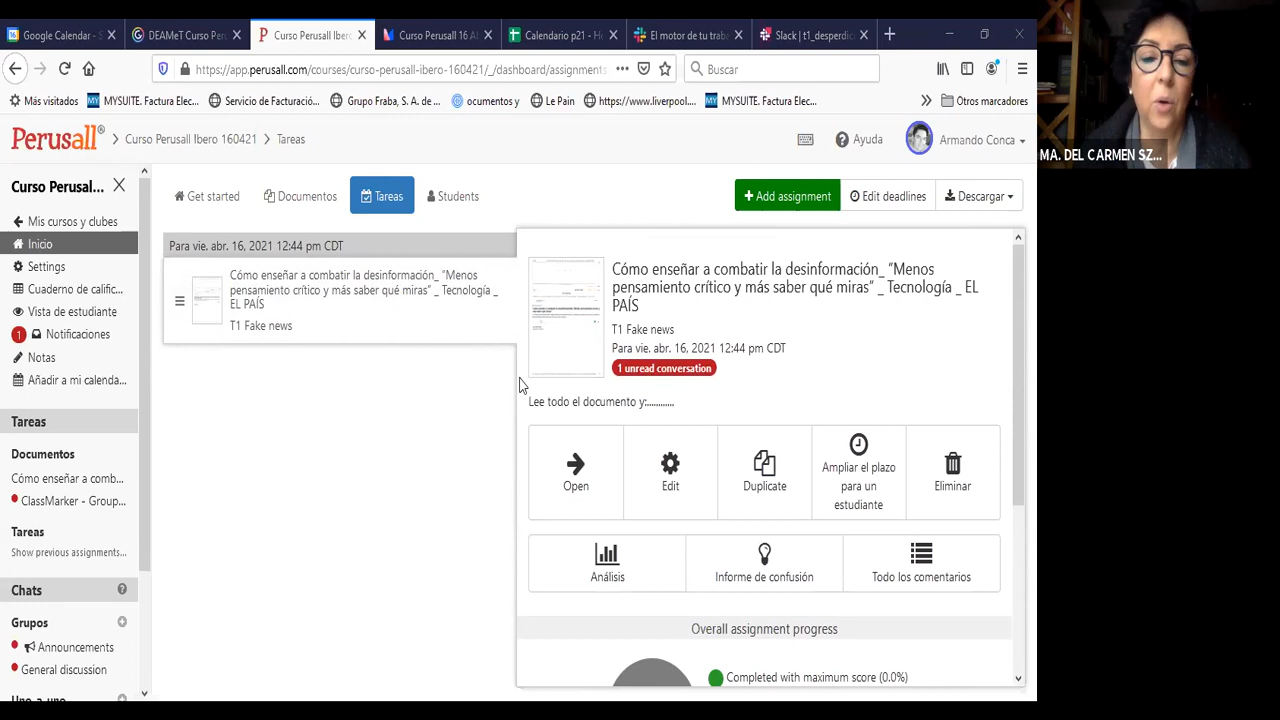 Google Calendar - S
DEAMeT Curso Per
Curso Perusall Iber
Curso Perusall 16 A
Calendario p21 - H
El motor de tu trab
Slack | t1_desperdic
https://app.perusall.com/courses/curso-perusall-ibero-160421/_/dashboard/assignments
Buscar
Más visitados
MYSUITE. Factura Elec...
Servicio de Facturació...
Grupo Fraba, S. A. de ...
ocumentos y
Le Pain
https://www.liverpool...
MYSUITE. Factura Elec...
Otros marcadores
Perusall®
Curso Perusall Ibero 160421
Tareas
Ayuda
Armando Conca
MA. DEL CARMEN SZ...
Curso Perusal...
Get started
Documentos
Tareas
Students
Add assignment
Edit deadlines
Descargar
Mis cursos y clubes
Inicio
Settings
Cuaderno de calific...
Vista de estudiante
1 Notificaciones
Notas
Añadir a mi calenda...
Tareas
Documentos
Cómo enseñar a comb...
ClassMarker - Group...
Tareas
Show previous assignments...
Chats
Grupos
Announcements
General discussion
Uno a uno
Para vie. abr. 16, 2021 12:44 pm CDT
Cómo enseñar a combatir la desinformación_ “Menos
pensamiento crítico y más saber qué miras” _ Tecnología _
EL PAÍS
T1 Fake news
Cómo enseñar a combatir la desinformación_ “Menos
pensamiento crítico y más saber qué miras” _ Tecnología _ EL
PAÍS
T1 Fake news
Para vie. abr. 16, 2021 12:44 pm CDT
1 unread conversation
Lee todo el documento y:............
Open
Edit
Duplicate
Ampliar el plazo
para un
estudiante
Eliminar
Análisis
Informe de confusión
Todo los comentarios
Overall assignment progress
Completed with maximum score (0.0%)